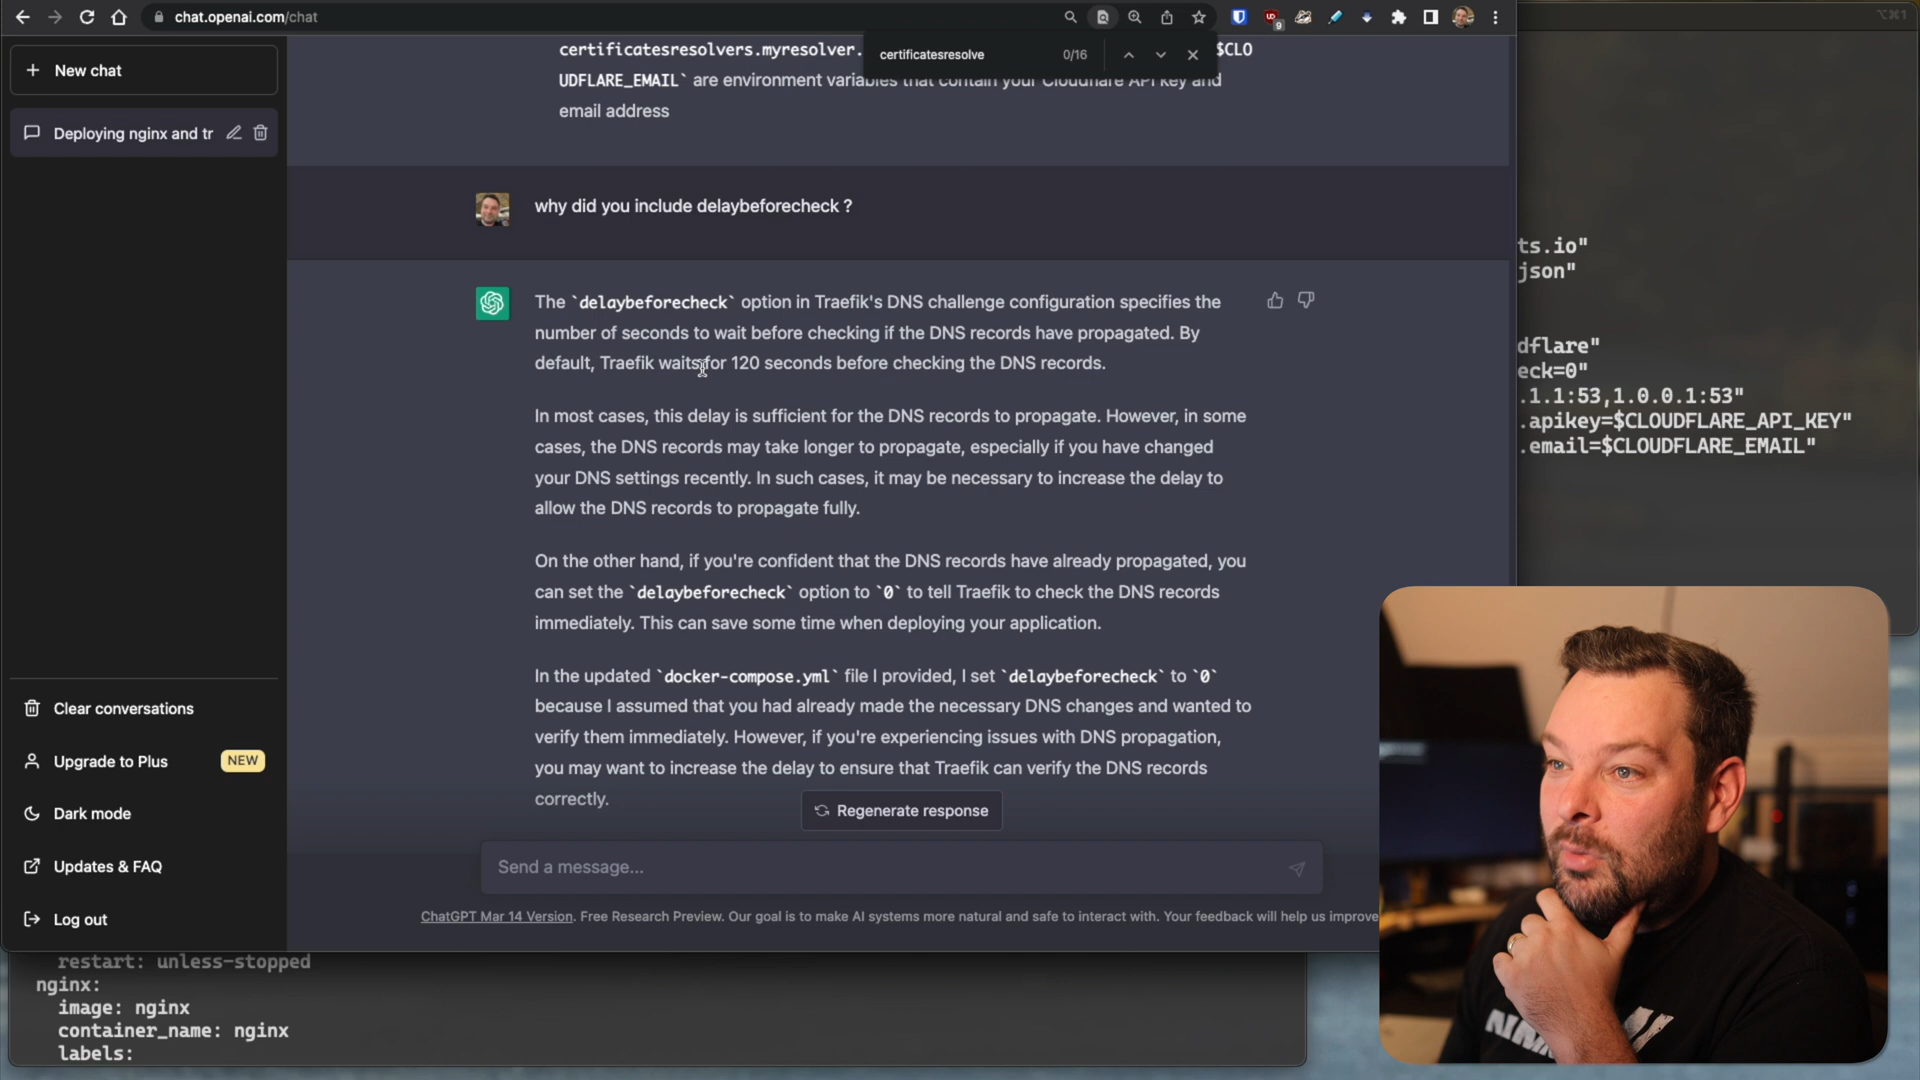 chat.openai.com/chat
9
certificatesresolve
0/16
New chat
Deploying nginx and tr
certificatesresolvers.myresolver.
$CLO
UDFLARE_EMAIL` are environment variables that contain your Cloudflare API key and
email address
why did you include delaybeforecheck ?
The `delaybeforecheck` option in Traefik's DNS challenge configuration specifies the
number of seconds to wait before checking if the DNS records have propagated. By
default, Traefik waits for 120 seconds before checking the DNS records.
In most cases, this delay is sufficient for the DNS records to propagate. However, in some
cases, the DNS records may take longer to propagate, especially if you have changed
your DNS settings recently. In such cases, it may be necessary to increase the delay to
allow the DNS records to propagate fully.
On the other hand, if you're confident that the DNS records have already propagated, you
can set the `delaybeforecheck` option to `0` to tell Traefik to check the DNS records
immediately. This can save some time when deploying your application.
In the updated `docker-compose.yml` file I provided, I set `delaybeforecheck` to `0`
because I assumed that you had already made the necessary DNS changes and wanted to
verify them immediately. However, if you're experiencing issues with DNS propagation,
you may want to increase the delay to ensure that Traefik can verify the DNS records
correctly.
Regenerate response
Send a message...
ChatGPT Mar 14 Version. Free Research Preview. Our goal is to make AI systems more natural and safe to interact with. Your feedback will help us improve
Clear conversations
Upgrade to Plus
NEW
Dark mode
Updates & FAQ
Log out
⌥⌘1
ts.io"
json"
dflare"
eck=0"
.1.1:53,1.0.0.1:53"
.apikey=$CLOUDFLARE_API_KEY"
.email=$CLOUDFLARE_EMAIL"
restart: unless-stopped
nginx:
image: nginx
container_name: nginx
labels: